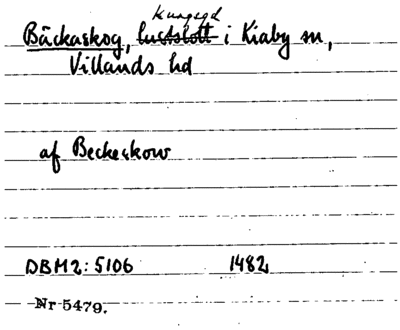 kungsgd
Bäckaskog, lustslott i Kiaby sn,
Villands hd
af Beckeskow
DBM2: 5106 1482
Nr 5479.